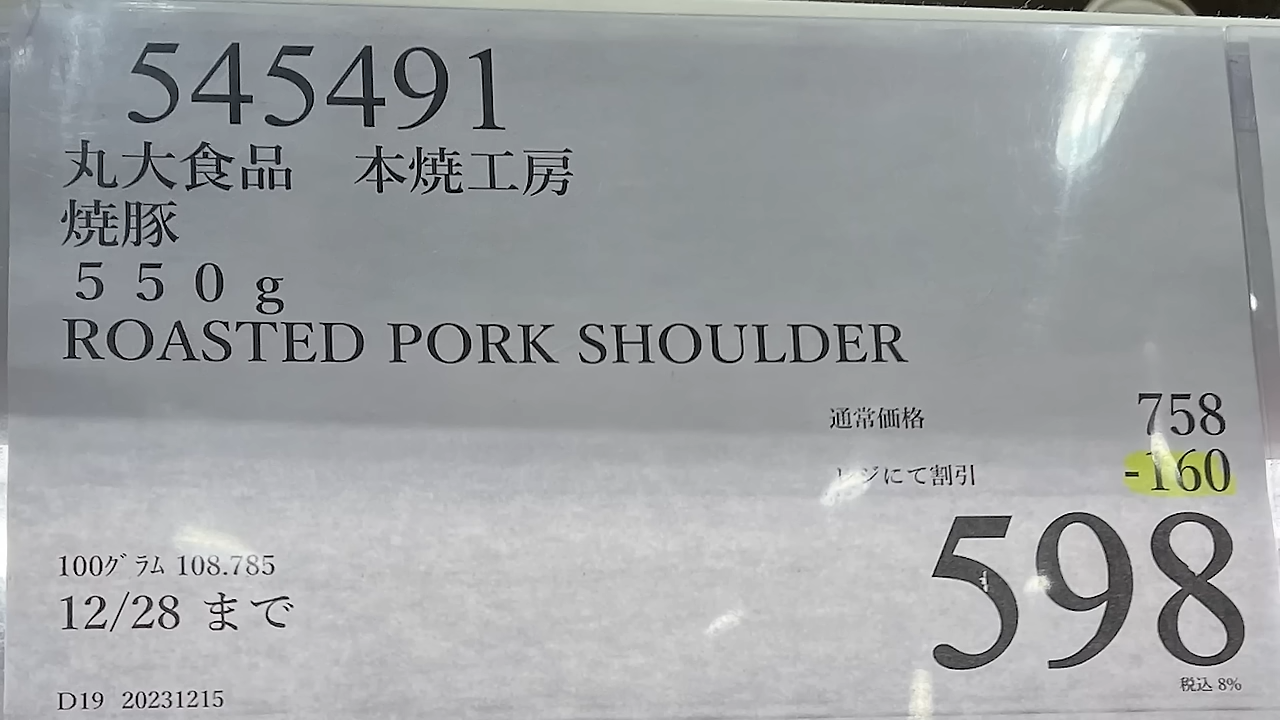 545491
丸大食品　本焼工房
焼豚
５５０ｇ
ROASTED PORK SHOULDER
通常価格 758
レジにて割引 -160
598
税込 8%
100ｸﾞﾗﾑ 108.785
12/28 まで
D19 20231215